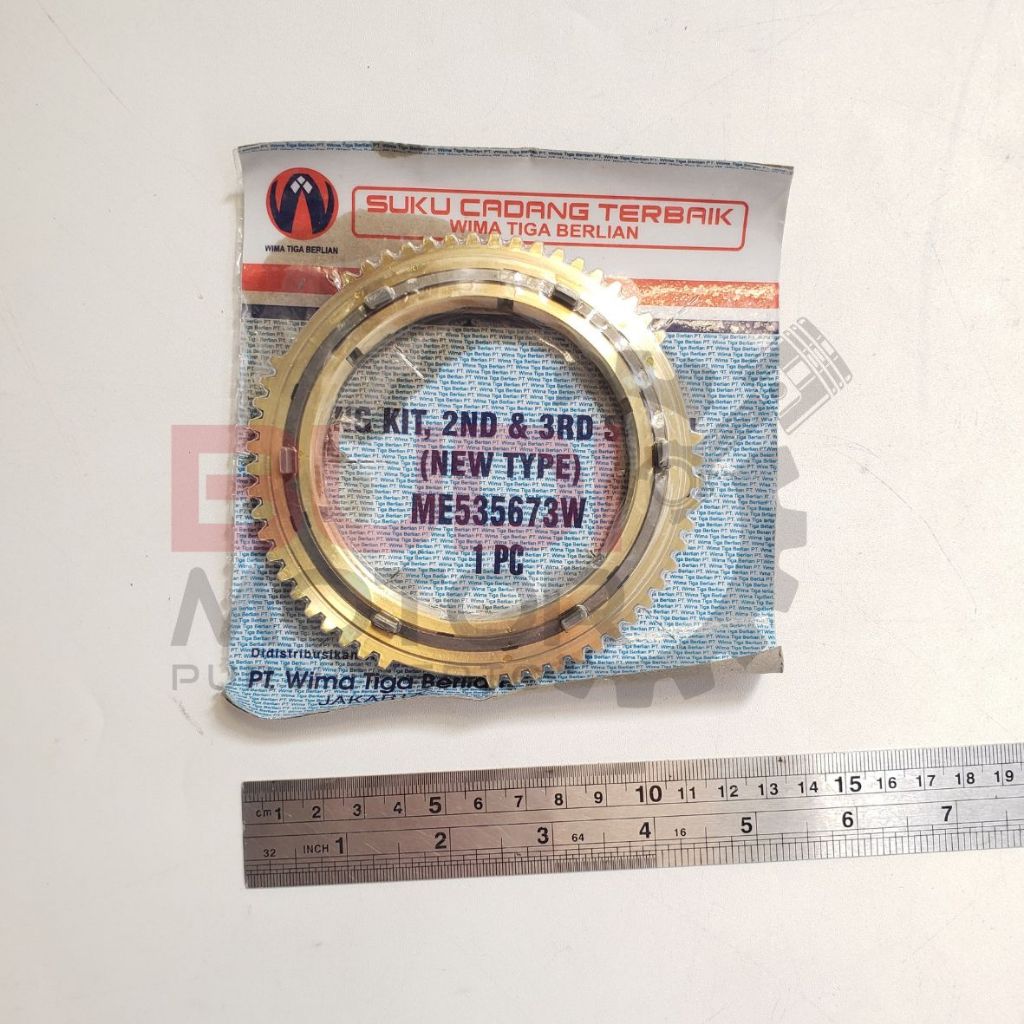 SUKU CADANG TERBAIK
WIMA TIGA BERLIAN
WIMA TIGA BERLIAN
KIT, 2ND & 3RD
(NEW TYPE)
ME535673W
1 PC
MOTOR
Didistribusikan
PT. Wima Tiga Berlian
cm 1 2 3 4 5 6 7 8 9 10 11 12 13 14 15 16 17 18 19
32 INCH 1 2 3 64 4 16 5 6 7